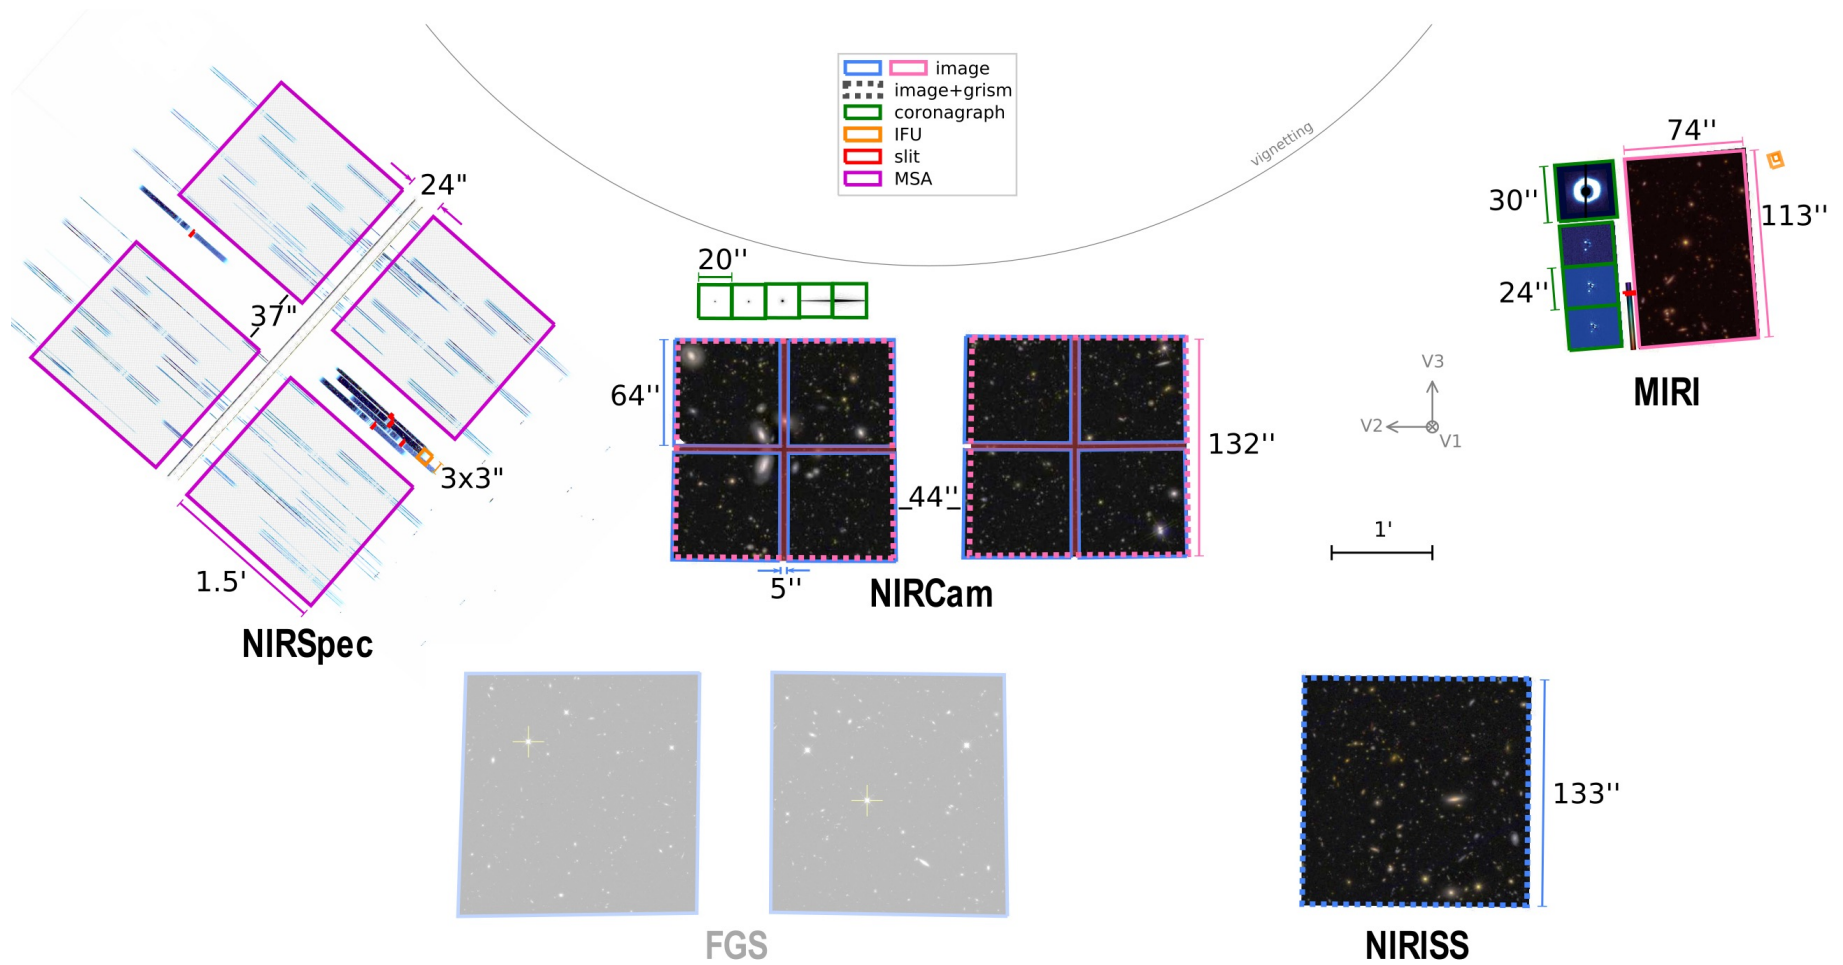 image
image+grism
coronagraph
IFU
slit
MSA
vignetting
24"
37"
3x3"
1.5'
NIRSpec
20''
64''
44''
132''
5''
NIRCam
74''
30''
113''
24''
MIRI
V3
V2
V1
1'
FGS
133''
NIRISS